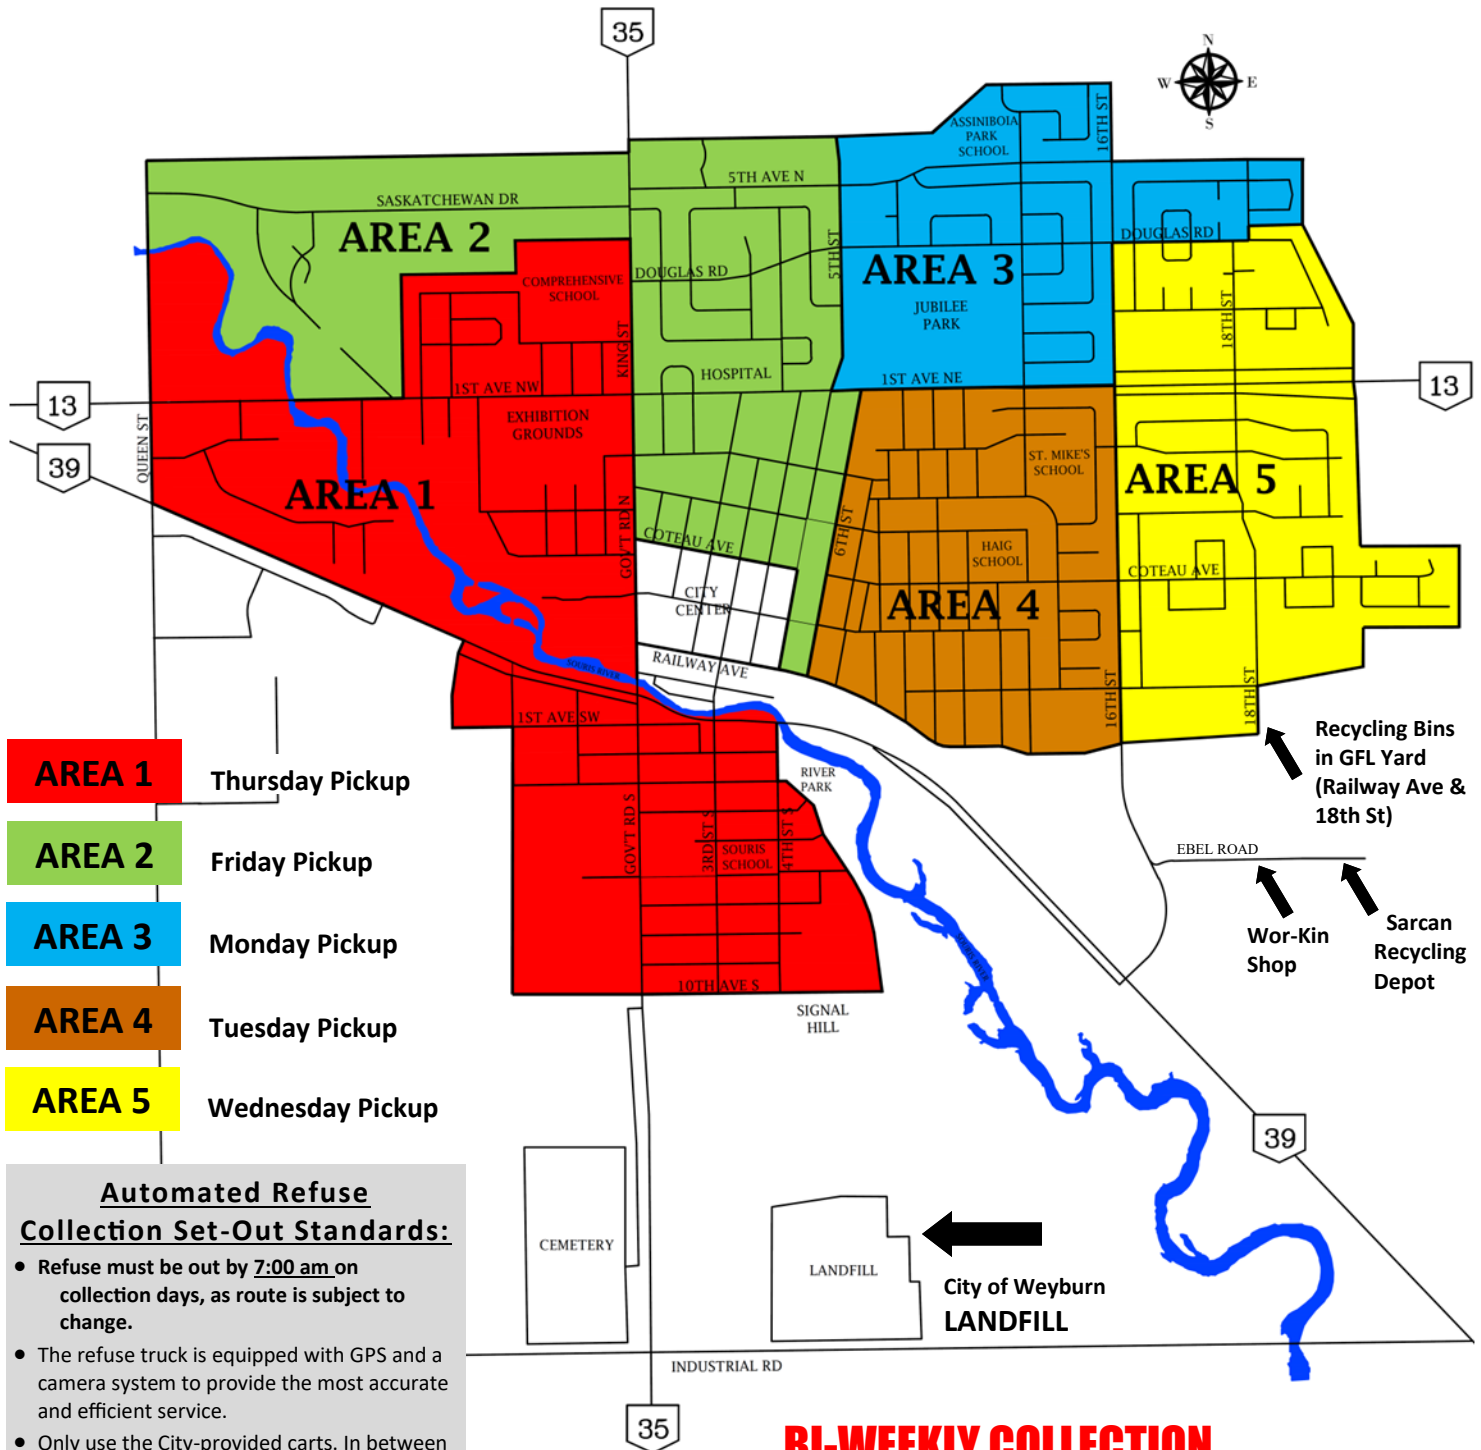 35
N
W E
S
ASSINIBOIA
PARK
SCHOOL
16TH ST
5TH AVE N
SASKATCHEWAN DR
AREA 2
5TH ST
DOUGLAS RD
DOUGLAS RD
AREA 3
COMPREHENSIVE
SCHOOL
JUBILEE
PARK
KING ST
18TH ST
HOSPITAL
1ST AVE NW
1ST AVE NE
13
13
EXHIBITION
GROUNDS
QUEEN ST
39
ST. MIKE'S
SCHOOL
AREA 1
AREA 5
GOV'T RD N
COTEAU AVE
6TH ST
HAIG
SCHOOL
COTEAU AVE
CITY
CENTER
AREA 4
RAILWAY AVE
SOURIS RIVER
16TH ST
18TH ST
1ST AVE SW
Recycling Bins
in GFL Yard
(Railway Ave &
18th St)
RIVER
PARK
GOV'T RD S
3RD ST S
4TH ST S
SOURIS
SCHOOL
EBEL ROAD
Wor-Kin
Shop
Sarcan
Recycling
Depot
SOURIS RIVER
10TH AVE S
SIGNAL
HILL
AREA 1 Thursday Pickup
AREA 2 Friday Pickup
AREA 3 Monday Pickup
AREA 4 Tuesday Pickup
AREA 5 Wednesday Pickup
39
CEMETERY
LANDFILL
City of Weyburn
LANDFILL
INDUSTRIAL RD
35
Automated Refuse
Collection Set-Out Standards:
• Refuse must be out by 7:00 am on
collection days, as route is subject to
change.
• The refuse truck is equipped with GPS and a
camera system to provide the most accurate
and efficient service.
• Only use the City-provided carts. In between
BI-WEEKLY COLLECTION